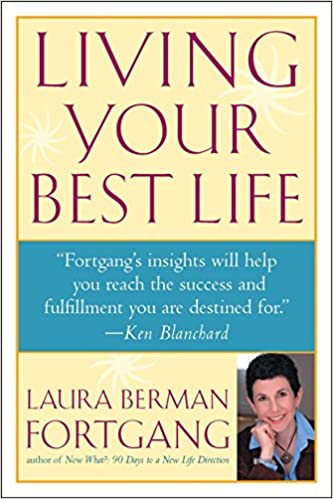 LIVING
YOUR
BEST LIFE
“Fortgang’s insights will help
you reach the success and
fulfillment you are destined for.”
—Ken Blanchard
LAURA BERMAN
FORTGANG
author of Now What?: 90 Days to a New Life Direction